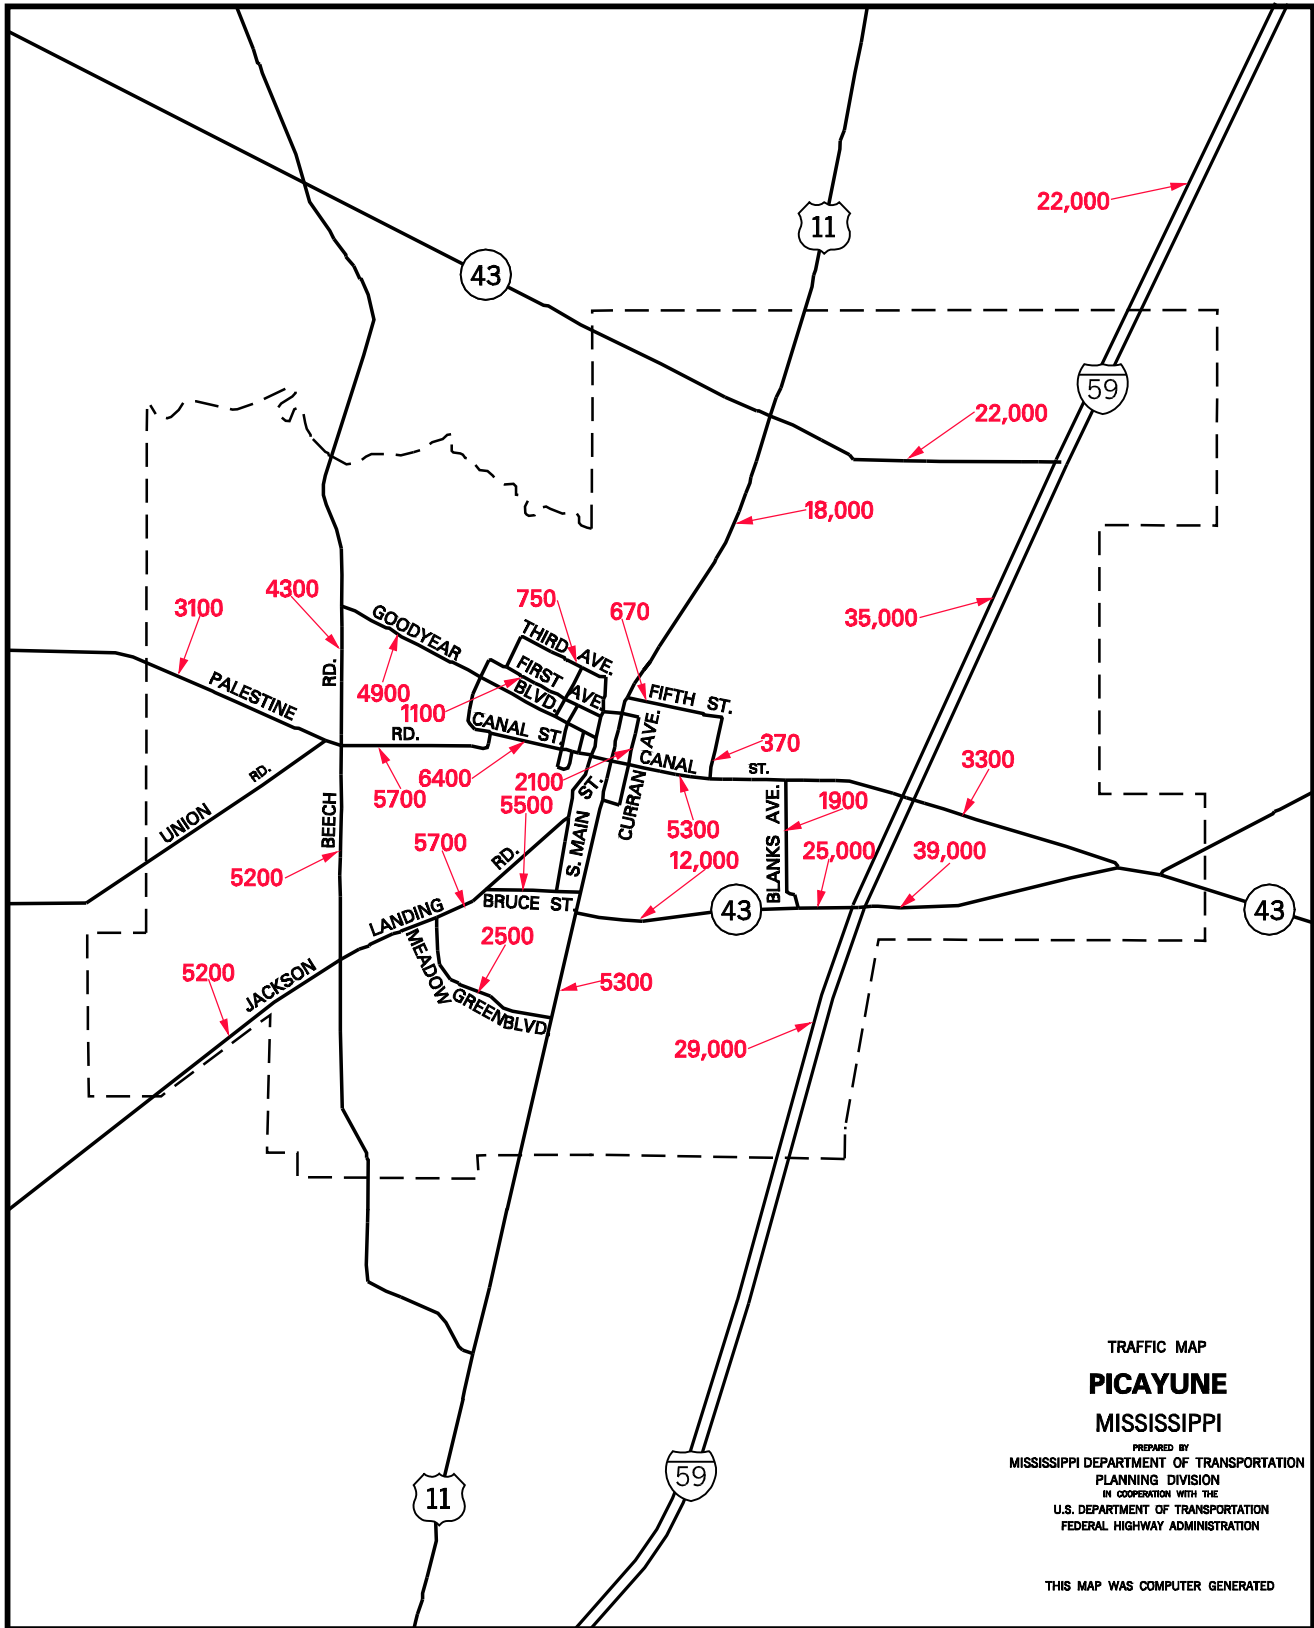 22,000
11
43
59
22,000
18,000
4300
3100
750
670
35,000
GOODYEAR
THIRD AVE.
RD.
PALESTINE
FIRST AVE.
4900
BLVD.
FIFTH ST.
1100
CANAL ST.
AVE.
RD.
370
CANAL ST.
3300
RD.
6400
2100
5700
5500
1900
UNION
BEECH
S. MAIN ST.
CURRAN
BLANKS AVE.
5300
5700
RD.
12,000
25,000
39,000
5200
LANDING
BRUCE ST.
43
43
2500
MEADOW
5200
JACKSON
5300
GREEN BLVD.
29,000
59
11
TRAFFIC MAP
PICAYUNE
MISSISSIPPI
PREPARED BY
MISSISSIPPI DEPARTMENT OF TRANSPORTATION
PLANNING DIVISION
IN COOPERATION WITH THE
U.S. DEPARTMENT OF TRANSPORTATION
FEDERAL HIGHWAY ADMINISTRATION
THIS MAP WAS COMPUTER GENERATED